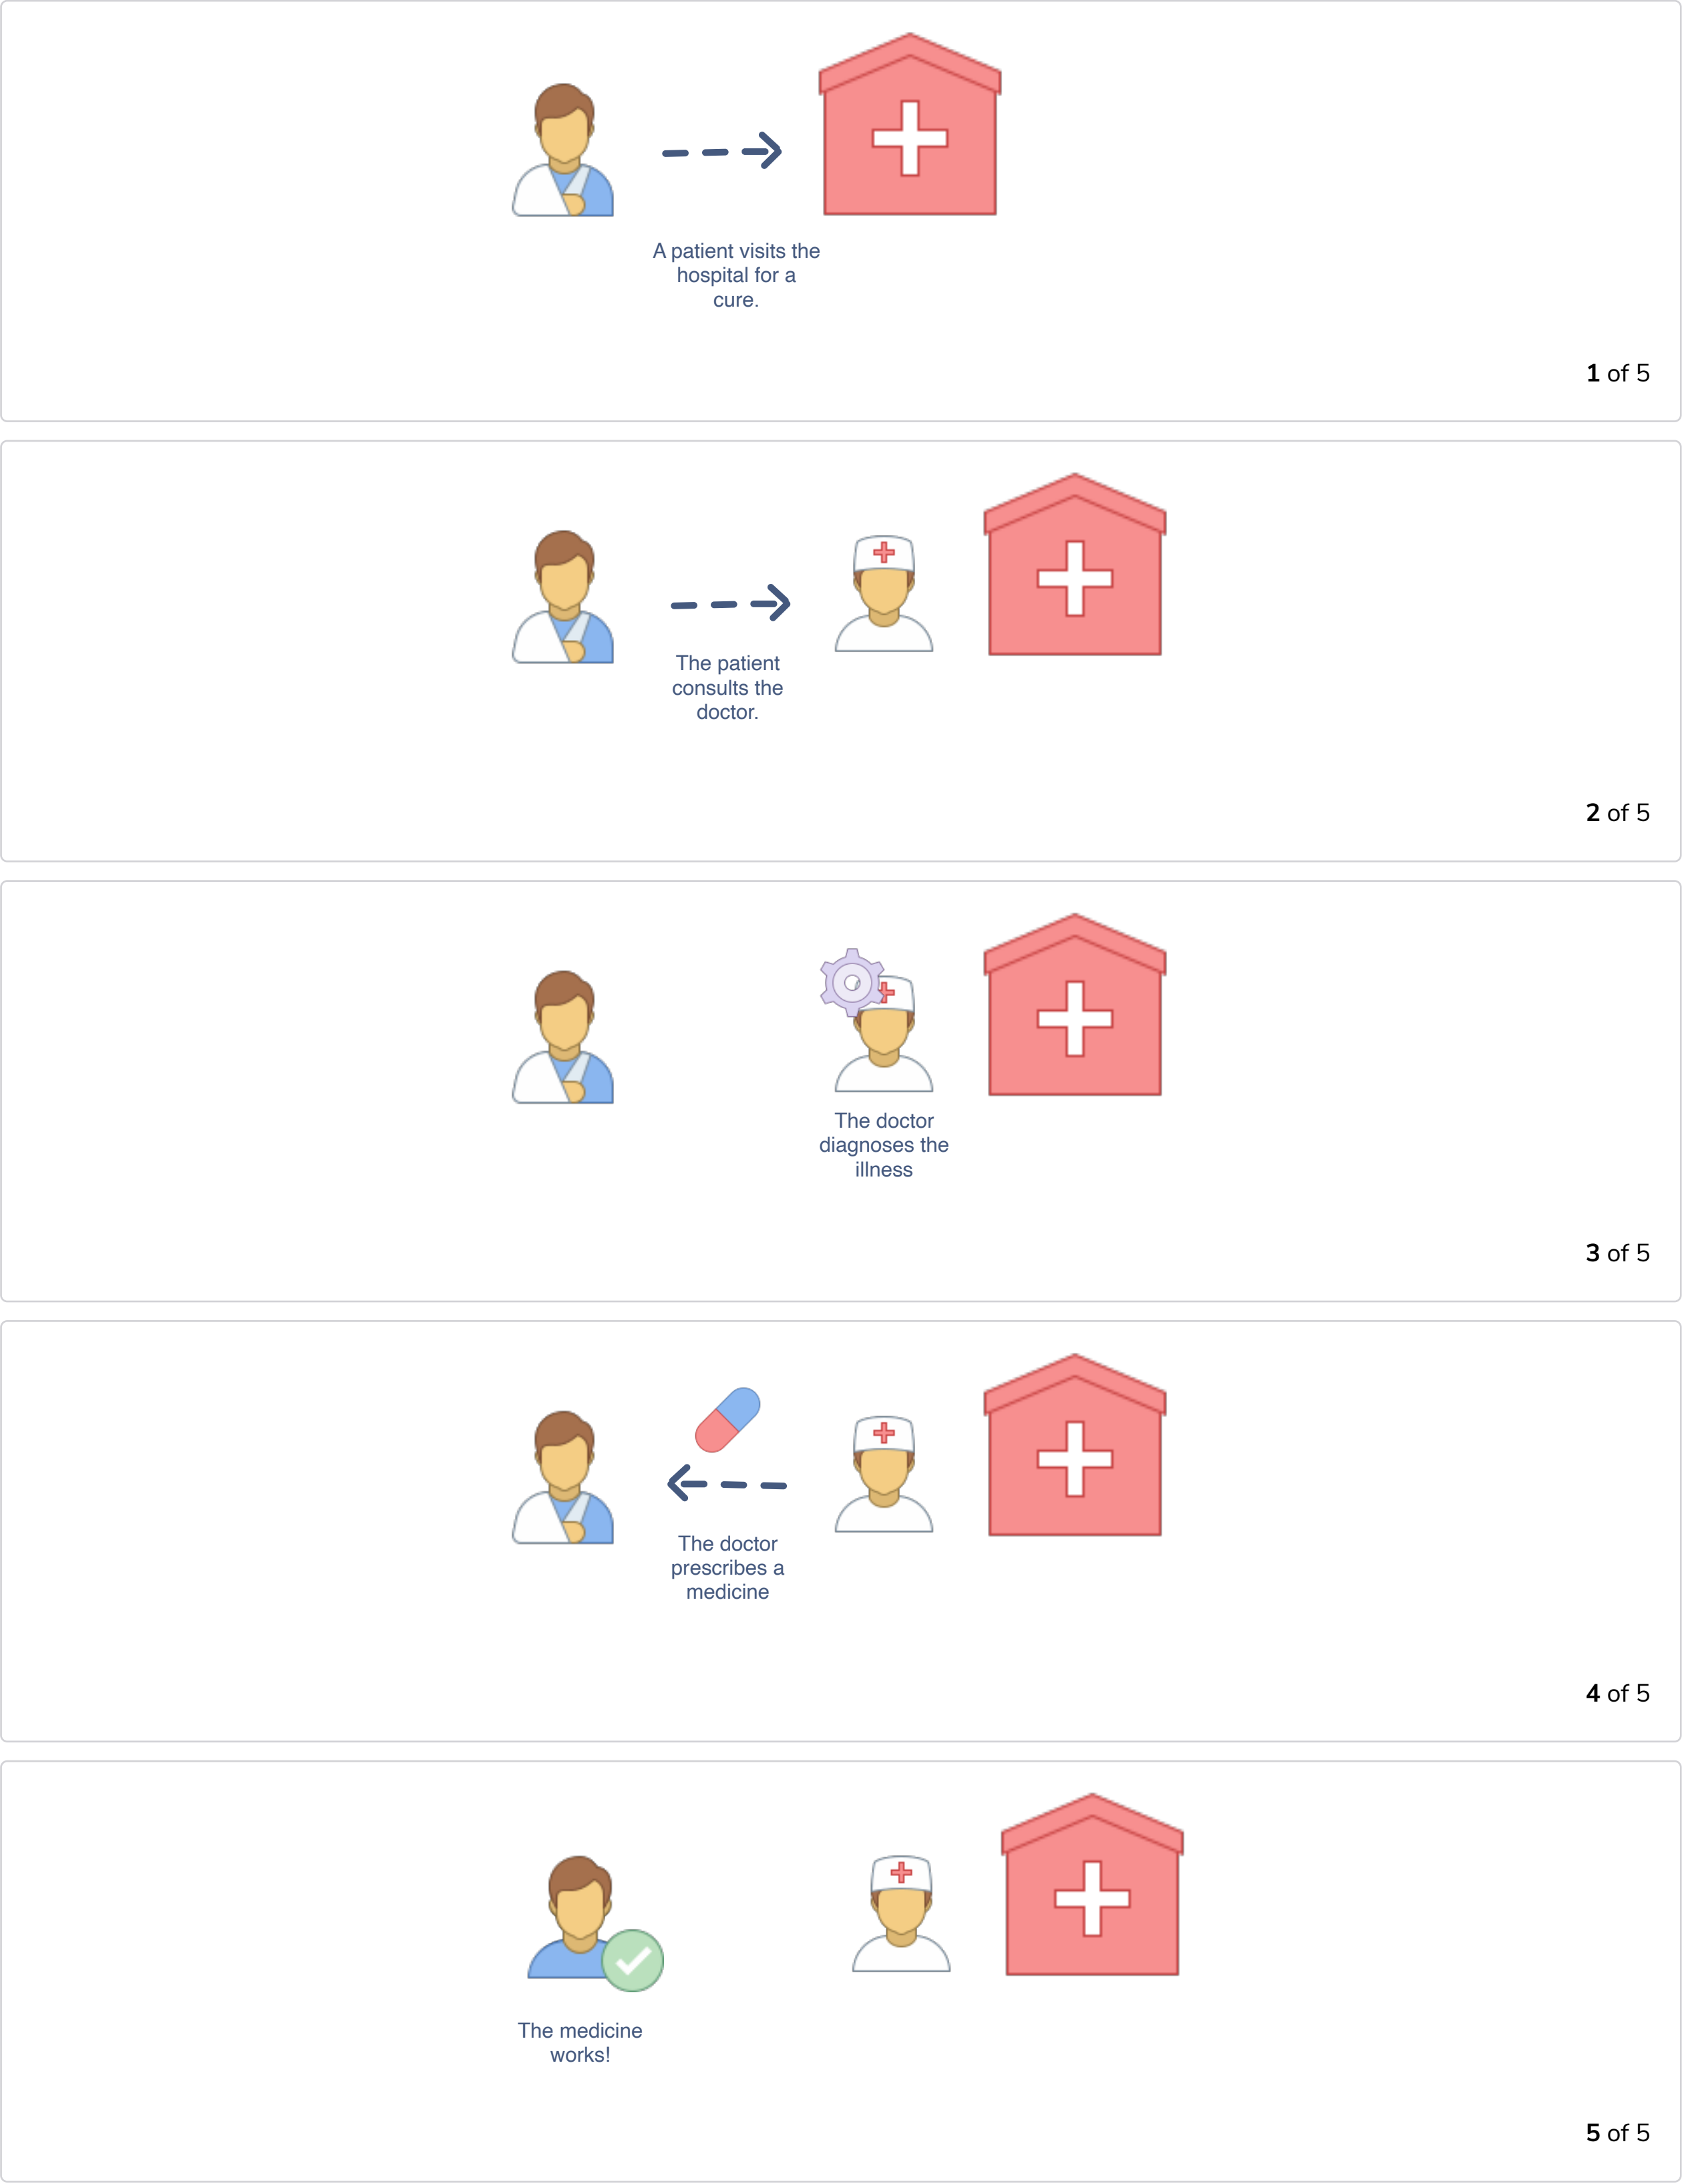 A patient visits the
hospital for a
cure.
1 of 5
The patient
consults the
doctor.
2 of 5
The doctor
diagnoses the
illness
3 of 5
The doctor
prescribes a
medicine
4 of 5
The medicine
works!
5 of 5